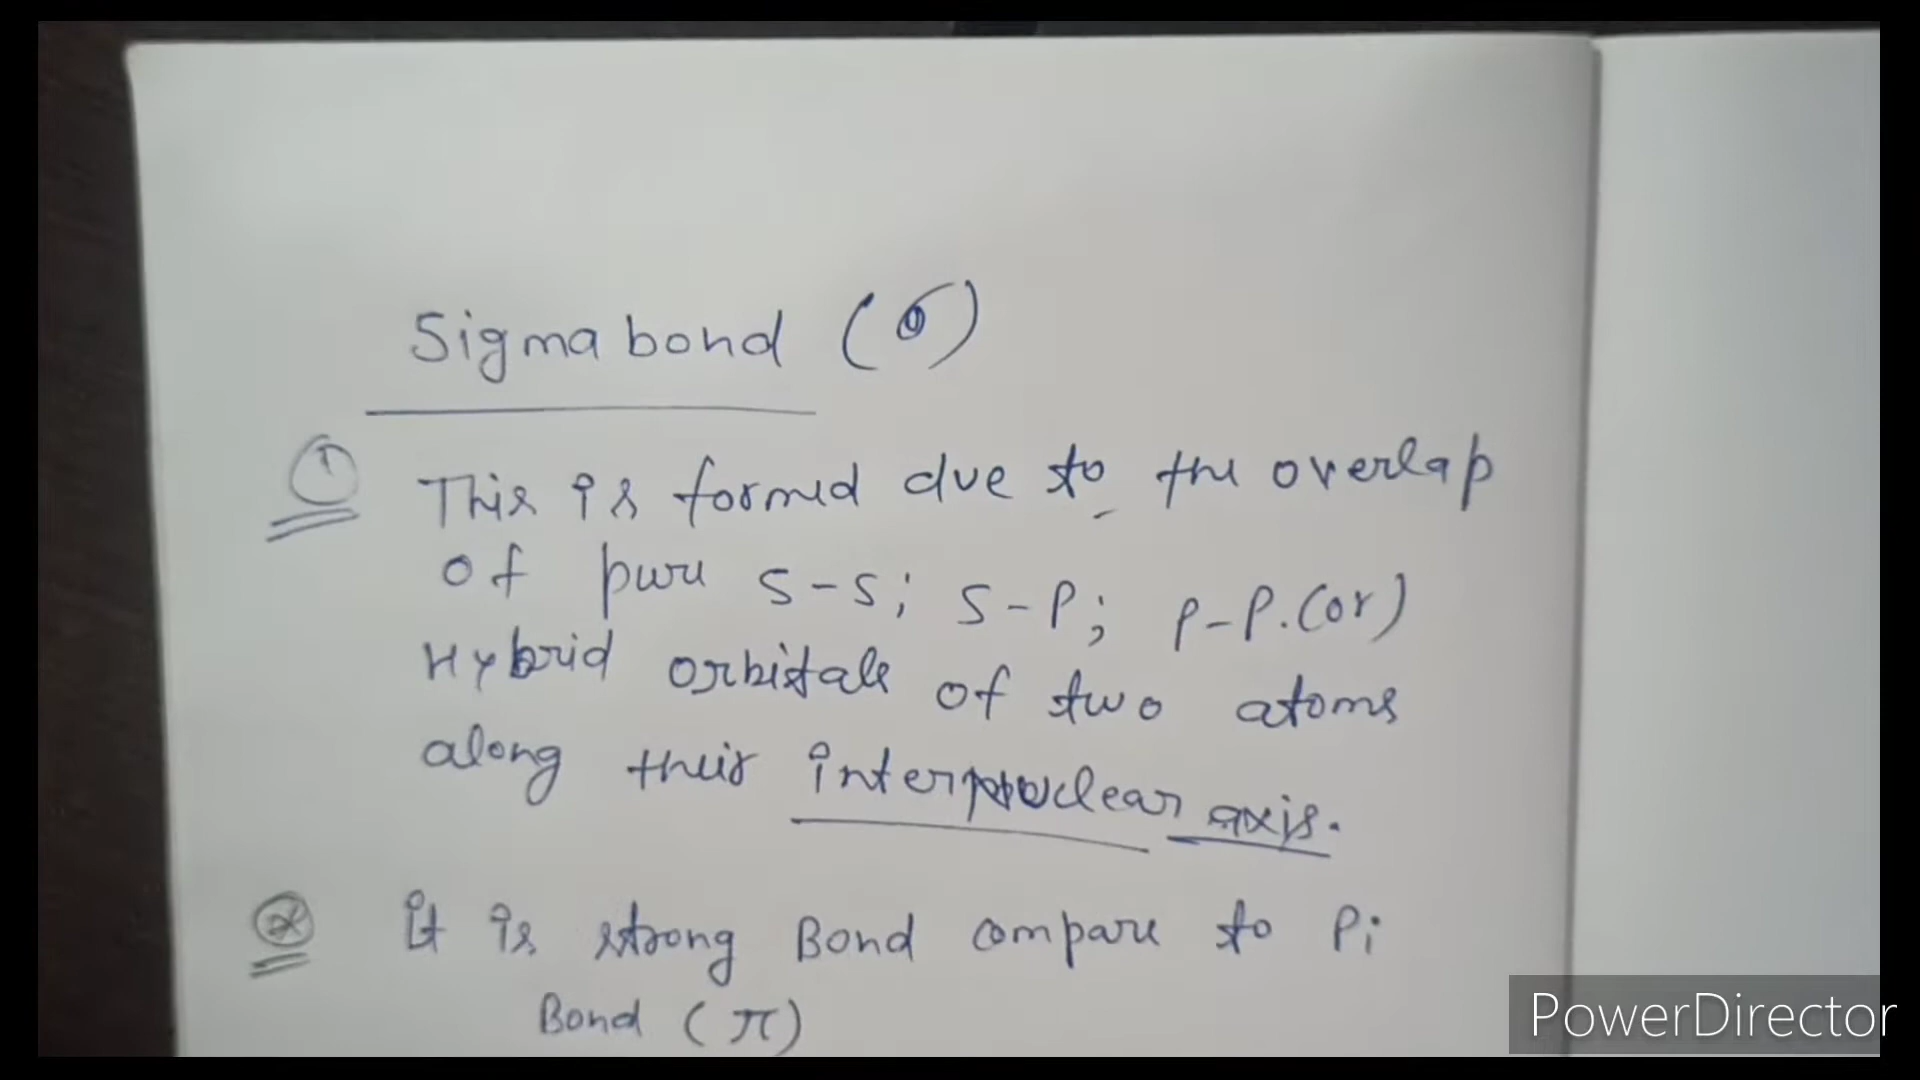 Sigma bond (σ)
① This is formed due to the overlap
of pure s-s; s-p; p-p. (or)
Hybrid orbitals of two atoms
along their internuclear axis.
② It is strong Bond compare to Pi
Bond (π)
PowerDirector